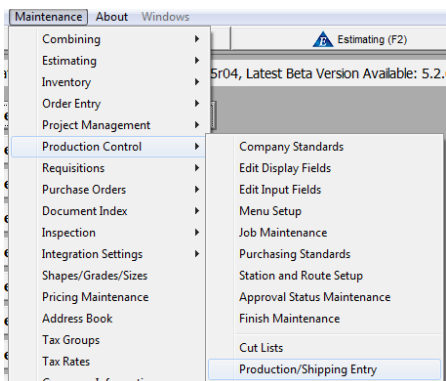 Maintenance About Windows
Combining
Estimating (F2)
Estimating
5r04, Latest Beta Version Available: 5.2.
Inventory
Order Entry
Project Management
Production Control
Company Standards
Requisitions
Edit Display Fields
Purchase Orders
Edit Input Fields
Document Index
Menu Setup
Inspection
Job Maintenance
Integration Settings
Purchasing Standards
Shapes/Grades/Sizes
Station and Route Setup
Pricing Maintenance
Approval Status Maintenance
Address Book
Finish Maintenance
Tax Groups
Cut Lists
Tax Rates
Production/Shipping Entry